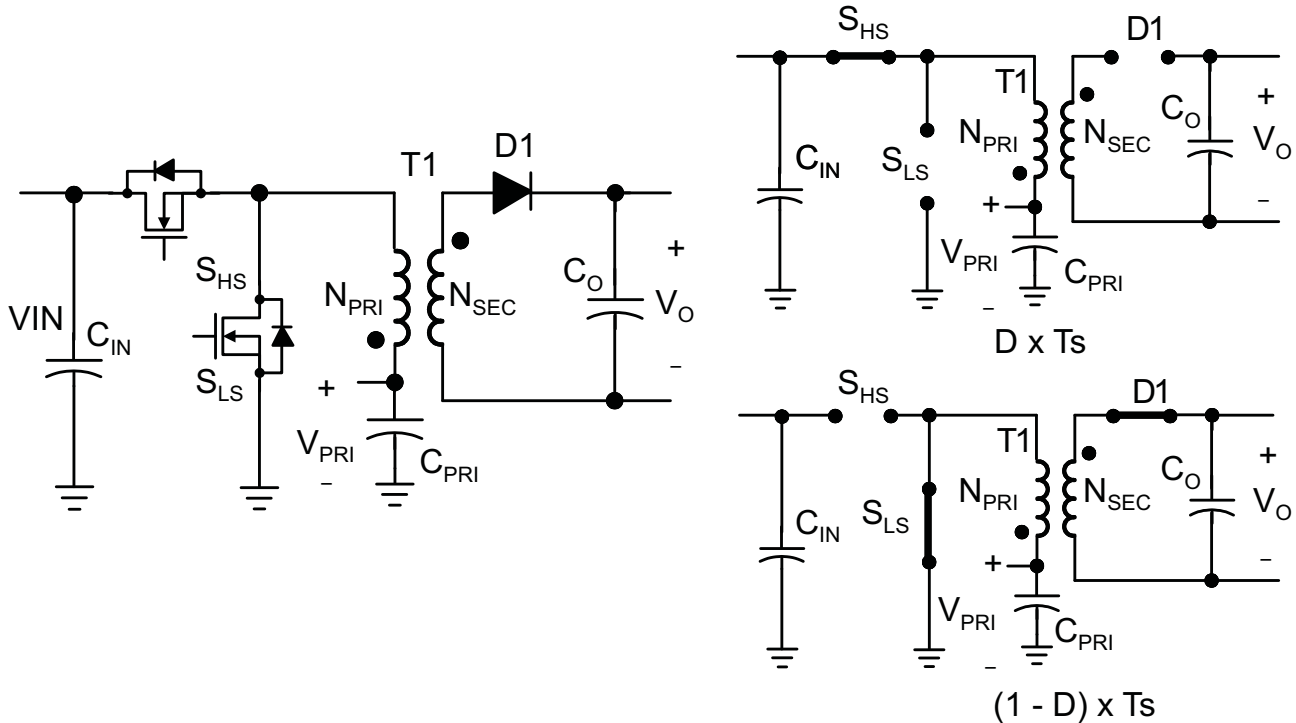 T1
D1
S_HS
N_PRI
N_SEC
C_O
+
V_O
−
VIN
C_IN
S_LS
+
V_PRI
−
C_PRI
S_HS
D1
T1
C_IN
S_LS
N_PRI
N_SEC
C_O
+
V_O
−
+
V_PRI
−
C_PRI
D x Ts
S_HS
D1
T1
C_IN
S_LS
N_PRI
N_SEC
C_O
+
V_O
−
+
V_PRI
−
C_PRI
(1 - D) x Ts